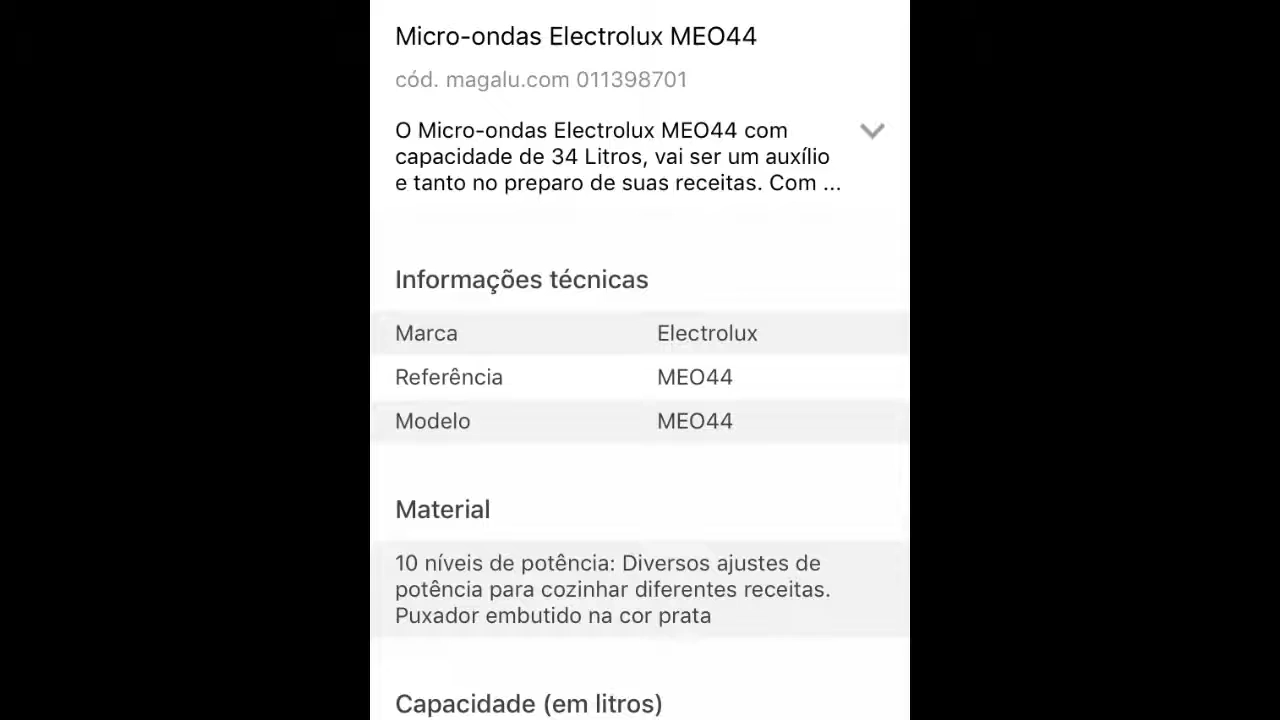 Micro-ondas Electrolux MEO44
cód. magalu.com 011398701
O Micro-ondas Electrolux MEO44 com
capacidade de 34 Litros, vai ser um auxílio
e tanto no preparo de suas receitas. Com ...
Informações técnicas
Marca Electrolux
Referência MEO44
Modelo MEO44
Material
10 níveis de potência: Diversos ajustes de
potência para cozinhar diferentes receitas.
Puxador embutido na cor prata
Capacidade (em litros)